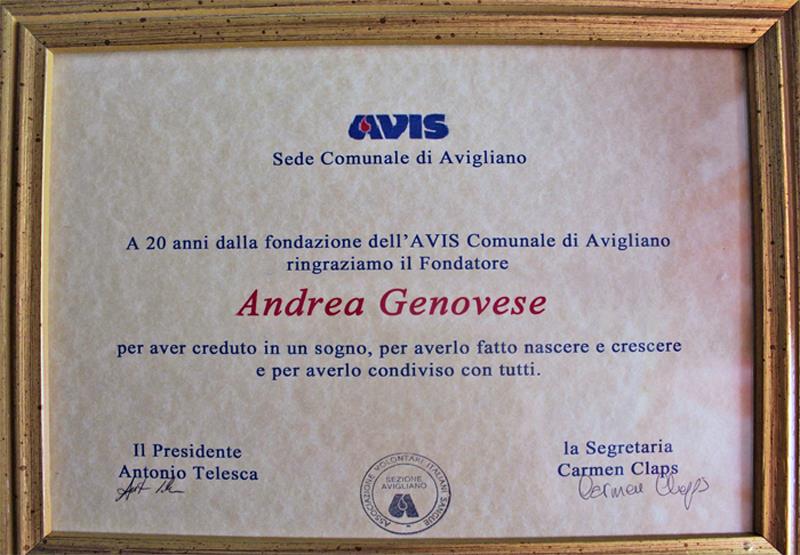 AVIS
Sede Comunale di Avigliano
A 20 anni dalla fondazione dell'AVIS Comunale di Avigliano
ringraziamo il Fondatore
Andrea Genovese
per aver creduto in un sogno, per averlo fatto nascere e crescere
e per averlo condiviso con tutti.
Il Presidente
Antonio Telesca
la Segretaria
Carmen Claps
Carmen Claps
ASSOCIAZIONE VOLONTARI ITALIANI SANGUE
SEZIONE
AVIGLIANO